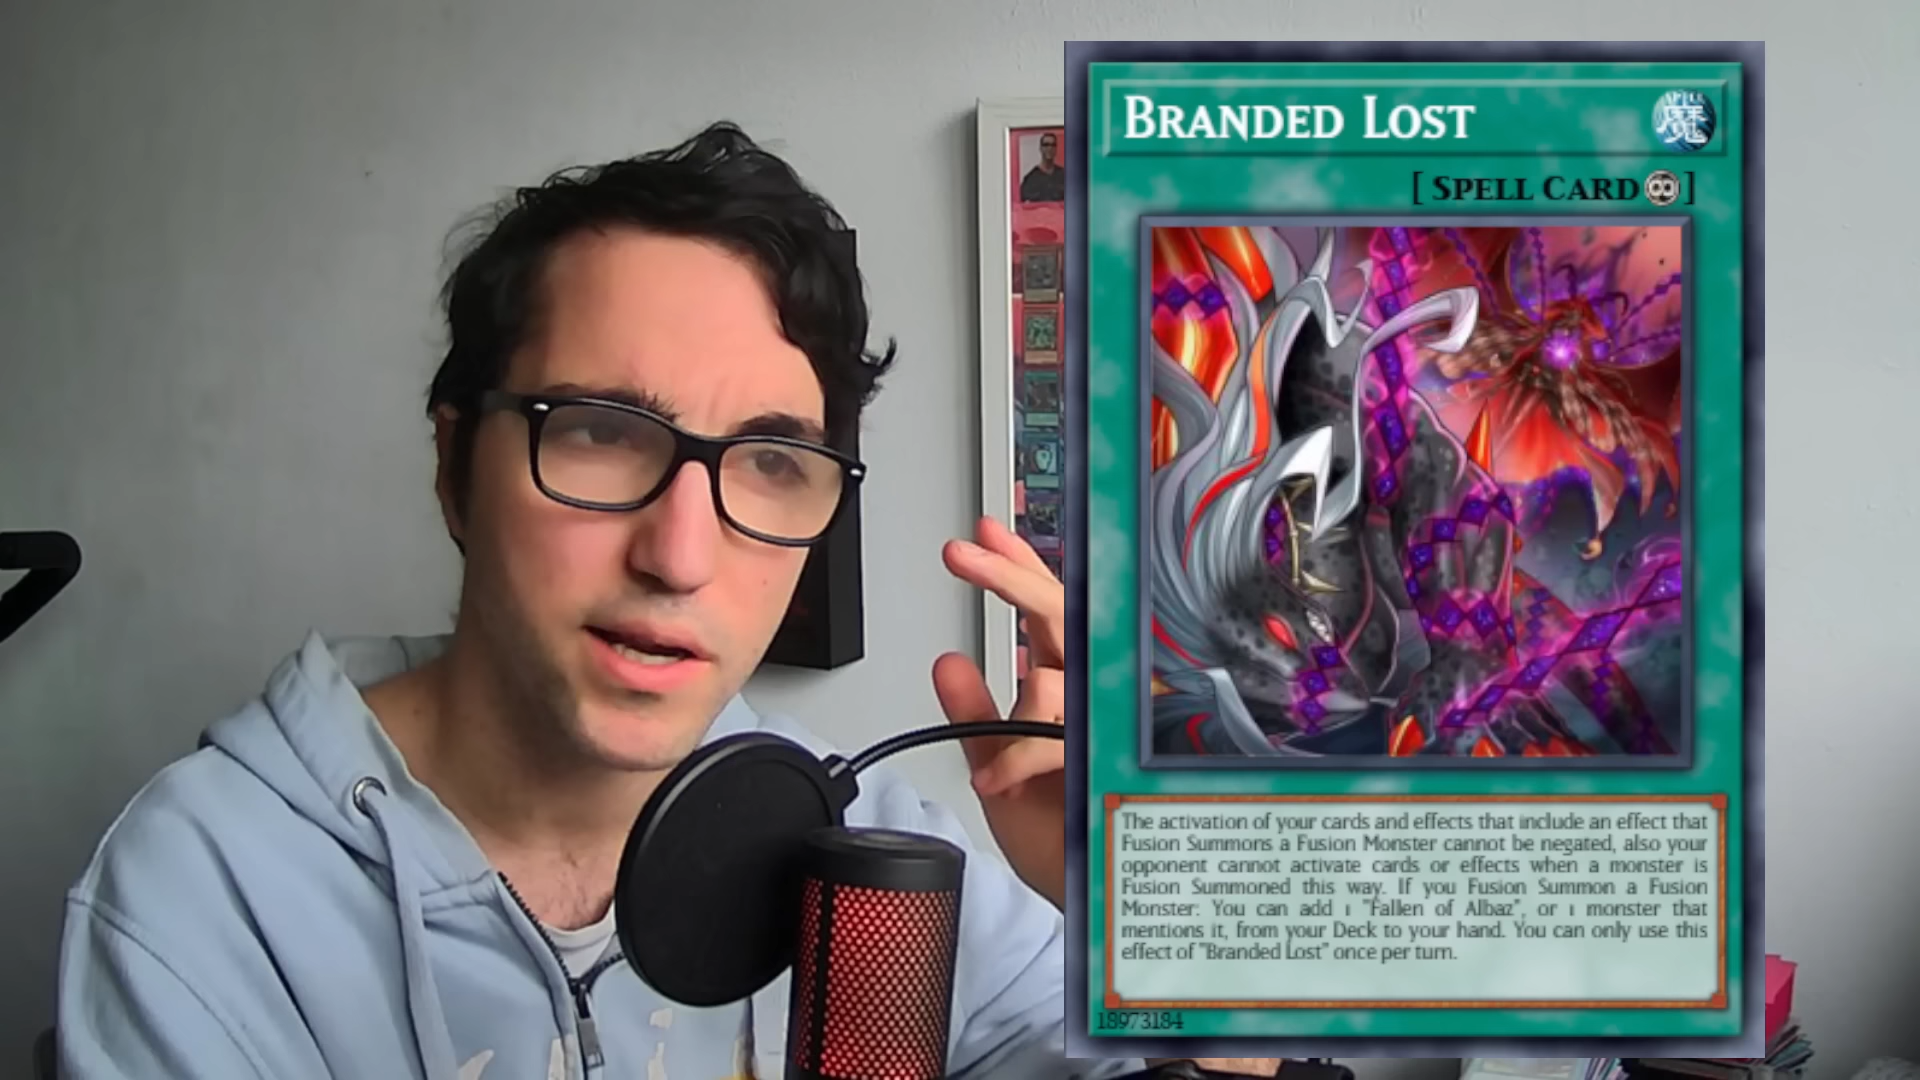 BRANDED LOST
魔
[ SPELL CARD ]
The activation of your cards and effects that include an effect that
Fusion Summons a Fusion Monster cannot be negated, also your
opponent cannot activate cards or effects when a monster is
Fusion Summoned this way. If you Fusion Summon a Fusion
Monster: You can add 1 "Fallen of Albaz", or 1 monster that
mentions it, from your Deck to your hand. You can only use this
effect of "Branded Lost" once per turn.
18973184